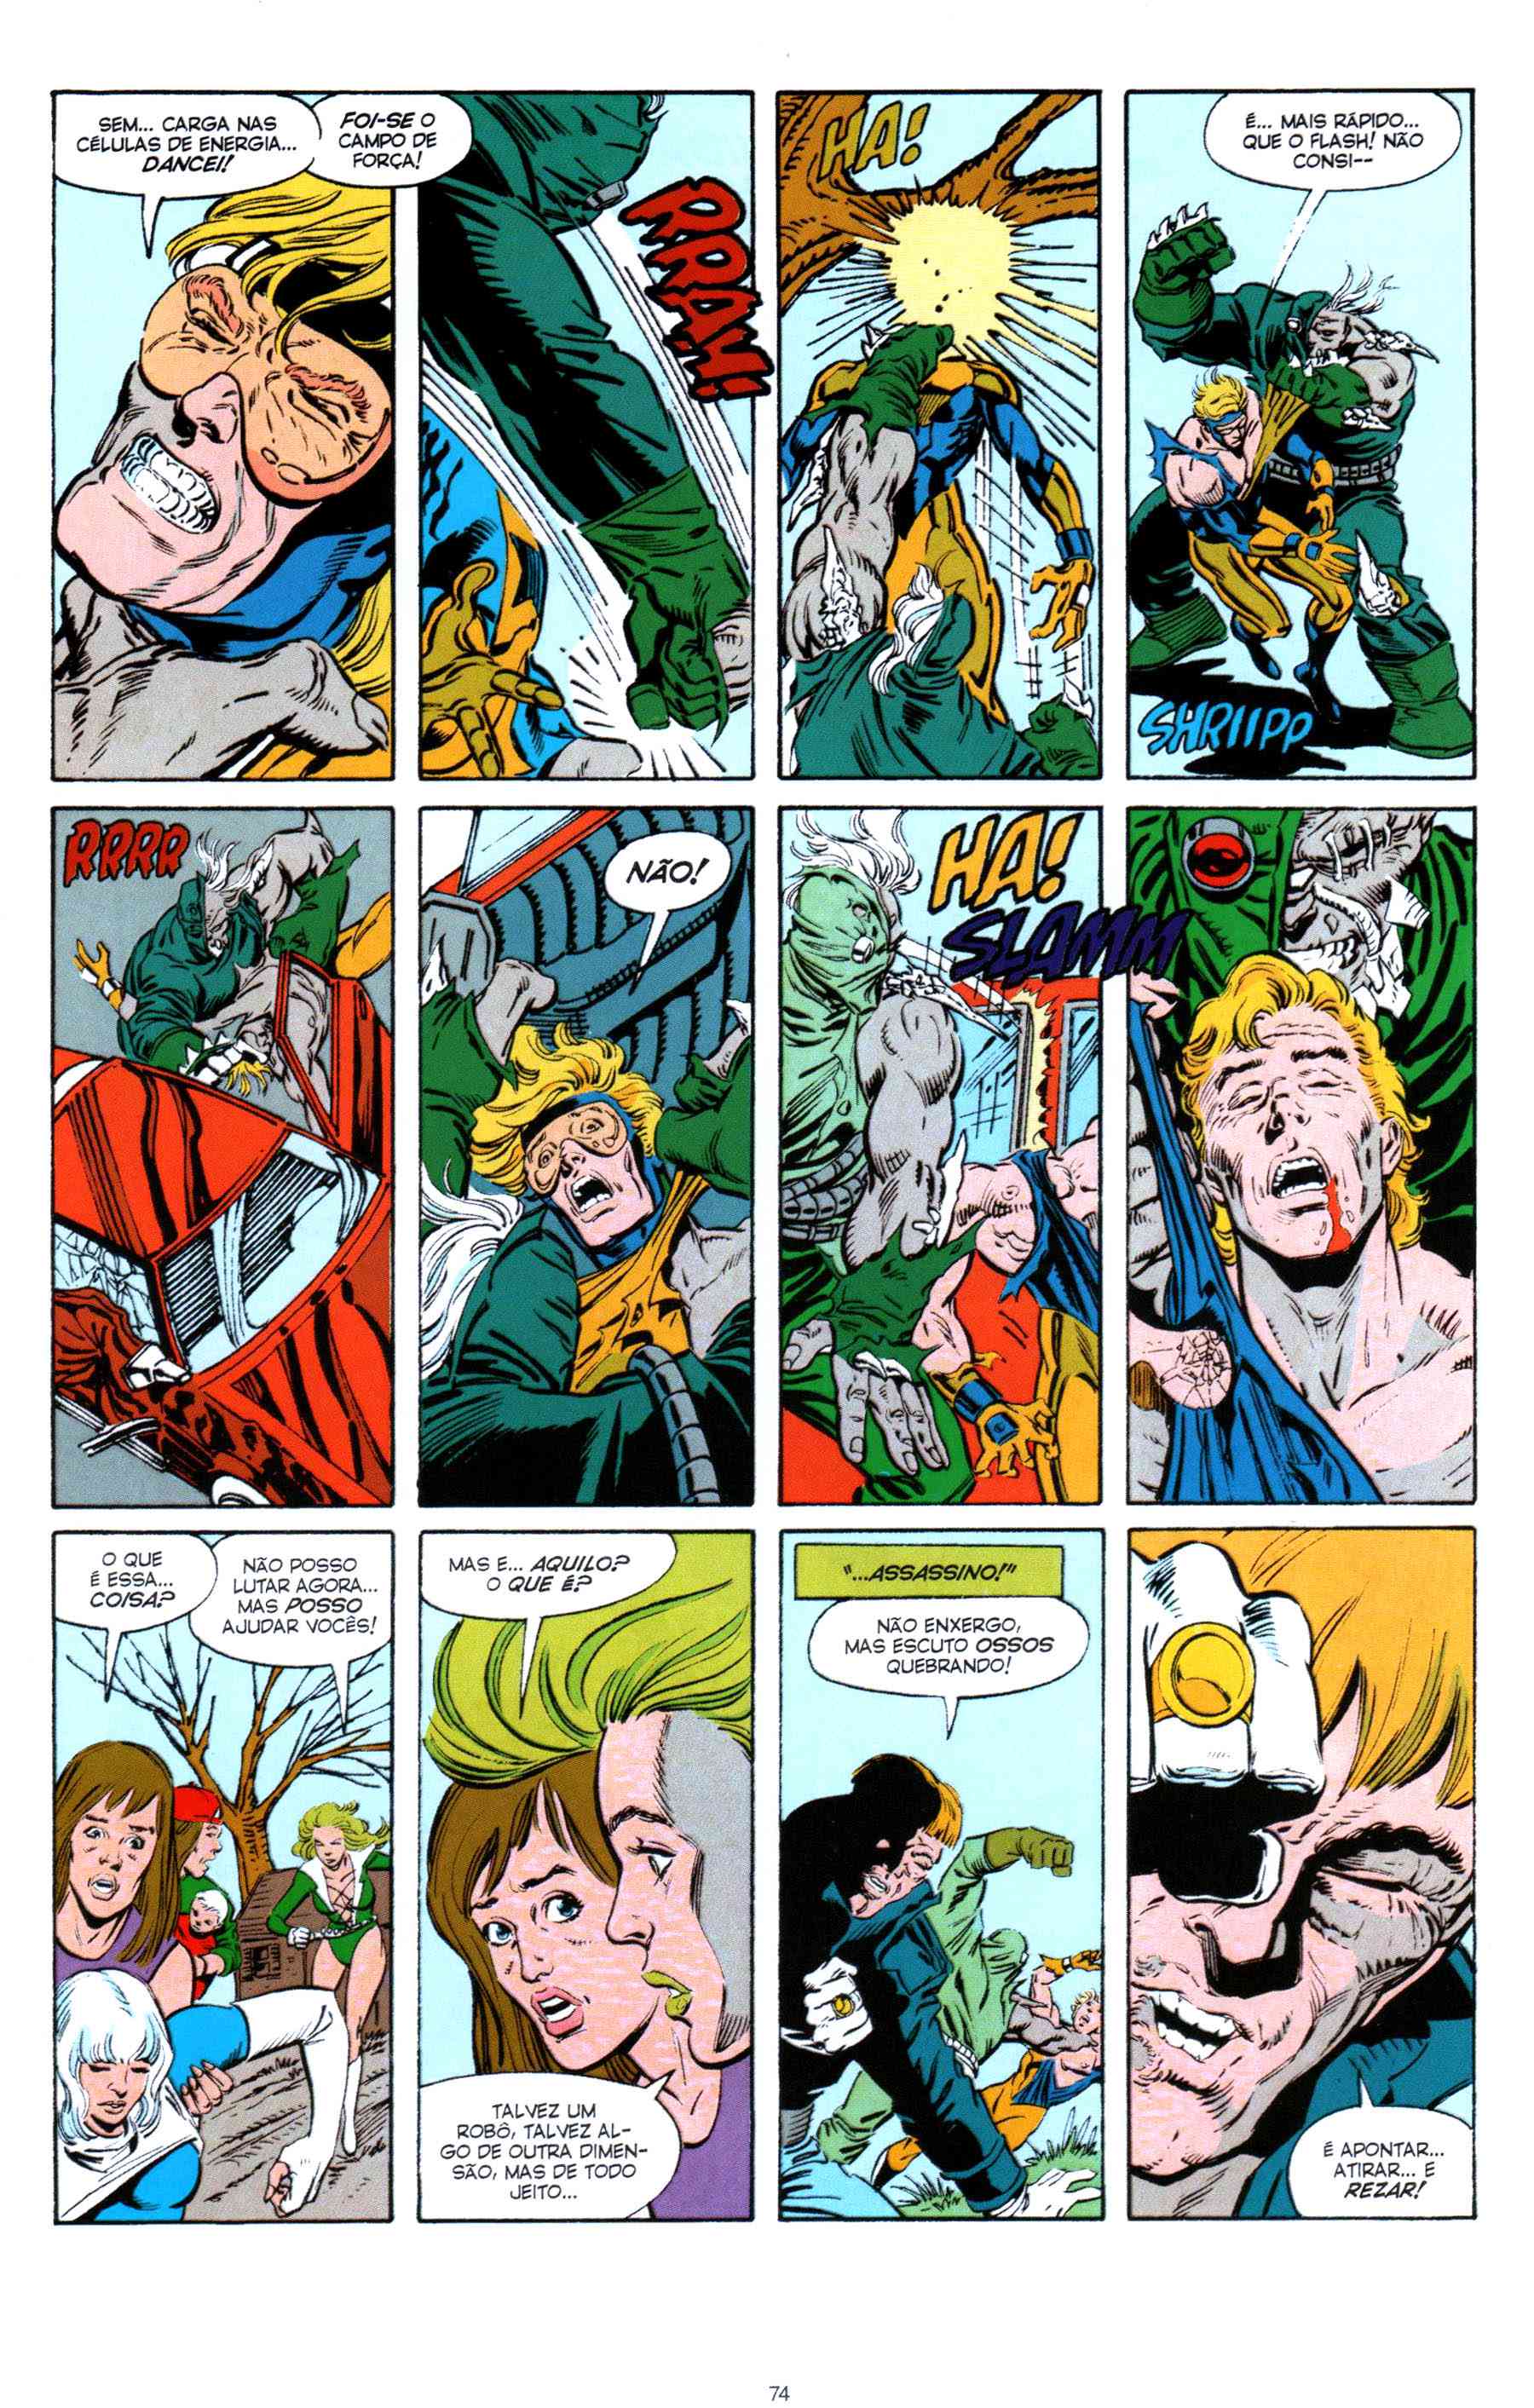 SEM... CARGA NAS
CÉLULAS DE ENERGIA...
DANCEI!
FOI-SE O
CAMPO DE
FORÇA!
RRRAH!
HA!
É... MAIS RÁPIDO...
QUE O FLASH! NÃO
CONSI--
SHRIIPP
RRRR
NÃO!
HA!
SLAMM
O QUE
É ESSA...
COISA?
NÃO POSSO
LUTAR AGORA...
MAS POSSO
AJUDAR VOCÊS!
MAS E... AQUILO?
O QUE É?
TALVEZ UM
ROBÔ, TALVEZ AL-
GO DE OUTRA DIMEN-
SÃO, MAS DE TODO
JEITO...
"...ASSASSINO!"
NÃO ENXERGO,
MAS ESCUTO OSSOS
QUEBRANDO!
É APONTAR...
ATIRAR... E
REZAR!
74